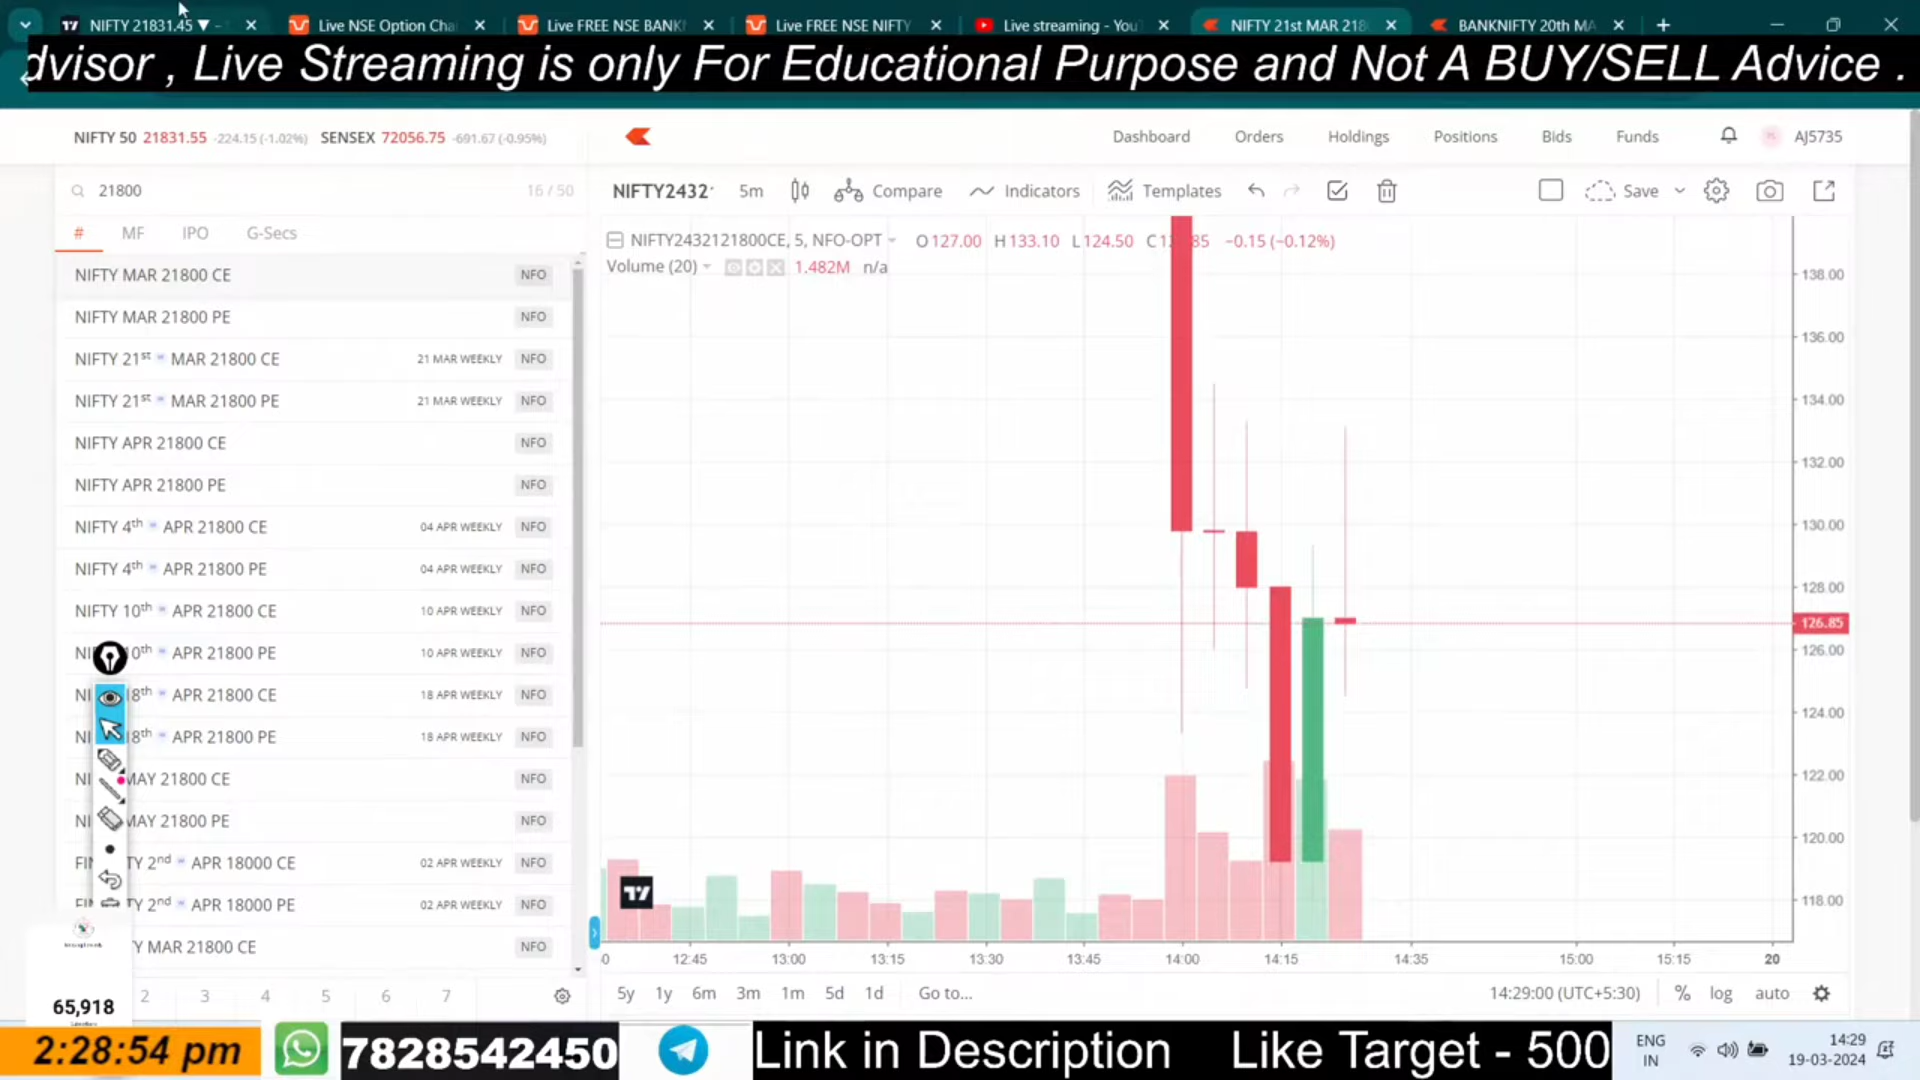 NIFTY 21831.45 ▼ -
Live NSE Option Cha
Live FREE NSE BANKI
Live FREE NSE NIFTY
Live streaming - You
NIFTY 21st MAR 218
BANKNIFTY 20th MA
dvisor , Live Streaming is only For Educational Purpose and Not A BUY/SELL Advice .
NIFTY 50 21831.55 -224.15 (-1.02%) SENSEX 72056.75 -691.67 (-0.95%)
Dashboard Orders Holdings Positions Bids Funds AJ5735
21800 16 / 50
NIFTY2432 5m Compare Indicators Templates Save
# MF IPO G-Secs
NIFTY2432121800CE, 5, NFO-OPT O127.00 H133.10 L124.50 C1 85 −0.15 (−0.12%)
Volume (20) 1.482M n/a
NIFTY MAR 21800 CE NFO
NIFTY MAR 21800 PE NFO
NIFTY 21st w MAR 21800 CE 21 MAR WEEKLY NFO
NIFTY 21st w MAR 21800 PE 21 MAR WEEKLY NFO
NIFTY APR 21800 CE NFO
NIFTY APR 21800 PE NFO
NIFTY 4th w APR 21800 CE 04 APR WEEKLY NFO
NIFTY 4th w APR 21800 PE 04 APR WEEKLY NFO
NIFTY 10th w APR 21800 CE 10 APR WEEKLY NFO
NI 0th w APR 21800 PE 10 APR WEEKLY NFO
NI 8th w APR 21800 CE 18 APR WEEKLY NFO
NI 8th w APR 21800 PE 18 APR WEEKLY NFO
NI MAY 21800 CE NFO
NI MAY 21800 PE NFO
FIN TY 2nd w APR 18000 CE 02 APR WEEKLY NFO
FIN TY 2nd w APR 18000 PE 02 APR WEEKLY NFO
Y MAR 21800 CE NFO
138.00
136.00
134.00
132.00
130.00
128.00
126.85
126.00
124.00
122.00
120.00
118.00
0 12:45 13:00 13:15 13:30 13:45 14:00 14:15 14:35 15:00 15:15 20
2 3 4 5 6 7
5y 1y 6m 3m 1m 5d 1d Go to... 14:29:00 (UTC+5:30) % log auto
65,918
2:28:54 pm
7828542450
Link in Description Like Target - 500
ENG
IN
14:29
19-03-2024